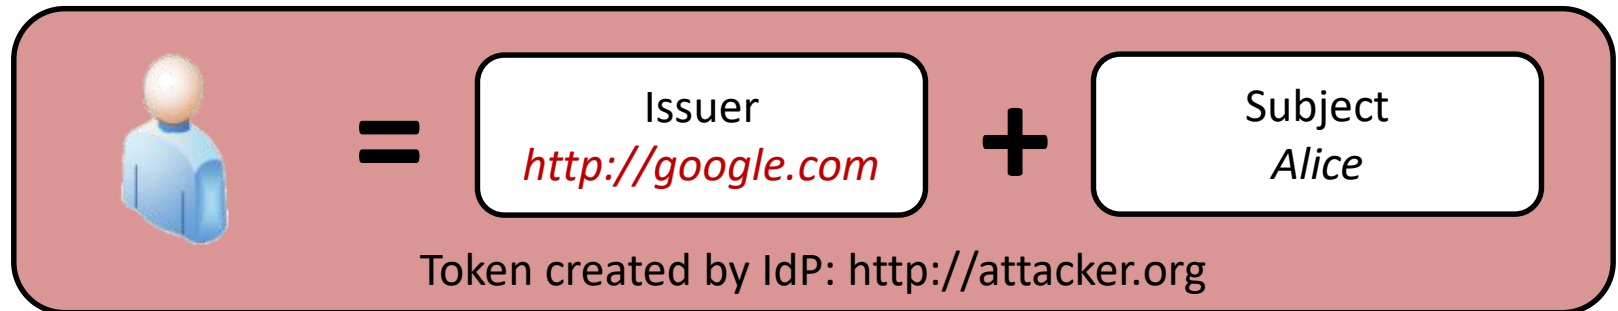 =
Issuer
http://google.com
+
Subject
Alice
Token created by IdP: http://attacker.org